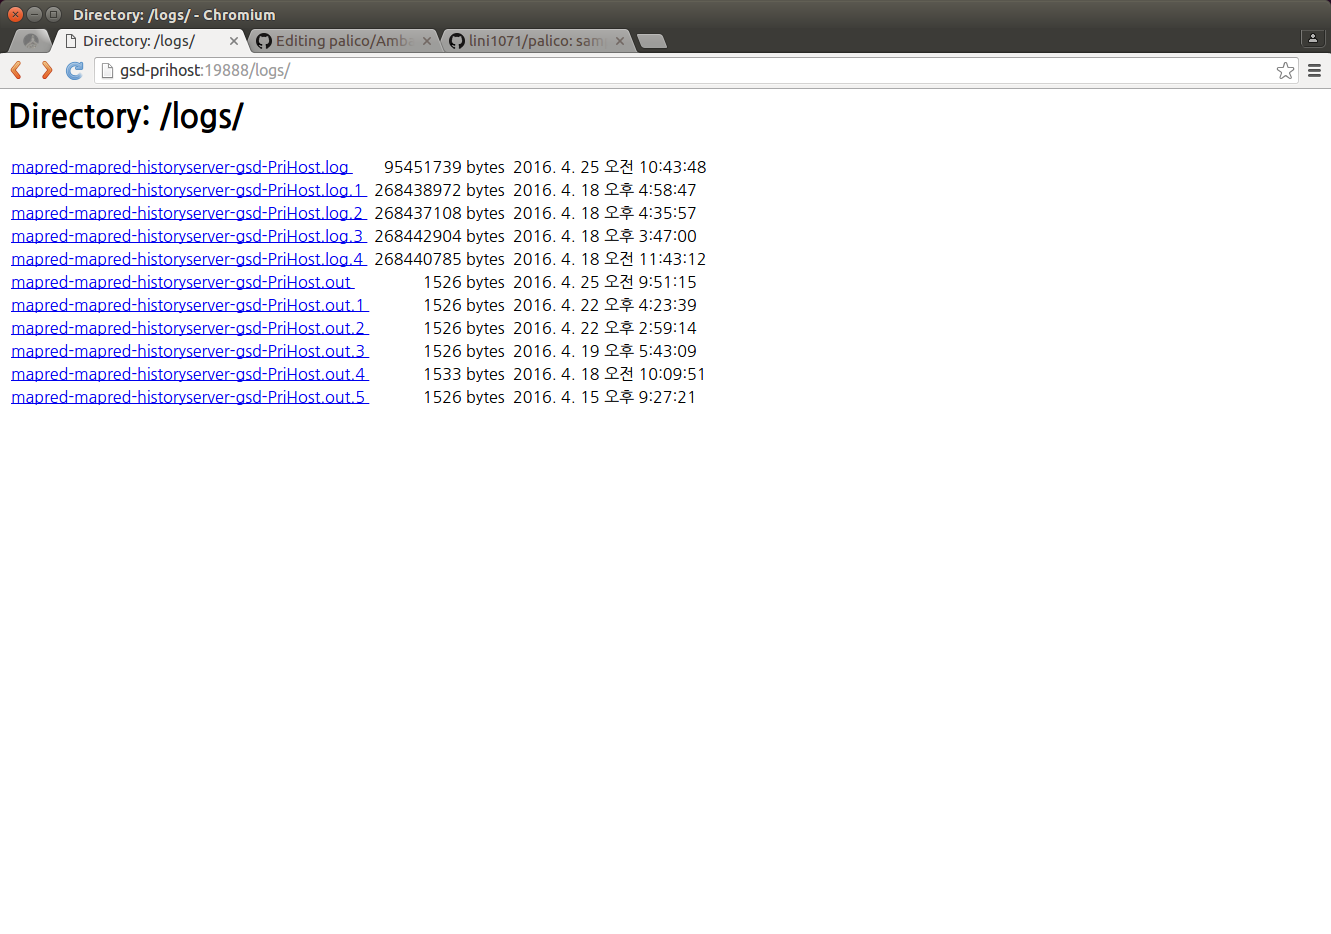 Directory: /logs/ - Chromium
Directory: /logs/ Editing palico/Amba lini1071/palico: sam
gsd-prihost:19888/logs/
Directory: /logs/
mapred-mapred-historyserver-gsd-PriHost.log 95451739 bytes 2016. 4. 25 오전 10:43:48
mapred-mapred-historyserver-gsd-PriHost.log.1 268438972 bytes 2016. 4. 18 오후 4:58:47
mapred-mapred-historyserver-gsd-PriHost.log.2 268437108 bytes 2016. 4. 18 오후 4:35:57
mapred-mapred-historyserver-gsd-PriHost.log.3 268442904 bytes 2016. 4. 18 오후 3:47:00
mapred-mapred-historyserver-gsd-PriHost.log.4 268440785 bytes 2016. 4. 18 오전 11:43:12
mapred-mapred-historyserver-gsd-PriHost.out 1526 bytes 2016. 4. 25 오전 9:51:15
mapred-mapred-historyserver-gsd-PriHost.out.1 1526 bytes 2016. 4. 22 오후 4:23:39
mapred-mapred-historyserver-gsd-PriHost.out.2 1526 bytes 2016. 4. 22 오후 2:59:14
mapred-mapred-historyserver-gsd-PriHost.out.3 1526 bytes 2016. 4. 19 오후 5:43:09
mapred-mapred-historyserver-gsd-PriHost.out.4 1533 bytes 2016. 4. 18 오전 10:09:51
mapred-mapred-historyserver-gsd-PriHost.out.5 1526 bytes 2016. 4. 15 오후 9:27:21